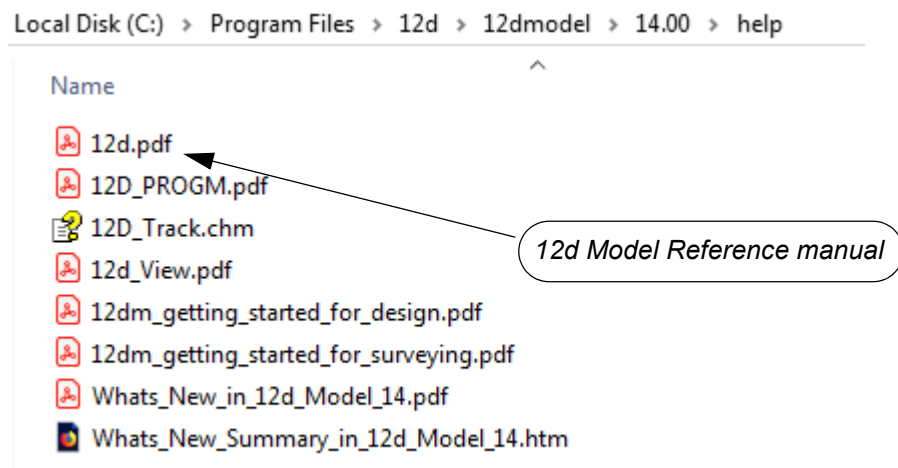 Local Disk (C:) > Program Files > 12d > 12dmodel > 14.00 > help
Name
12d.pdf
12D_PROGM.pdf
12D_Track.chm
12d Model Reference manual
12d_View.pdf
12dm_getting_started_for_design.pdf
12dm_getting_started_for_surveying.pdf
Whats_New_in_12d_Model_14.pdf
Whats_New_Summary_in_12d_Model_14.htm